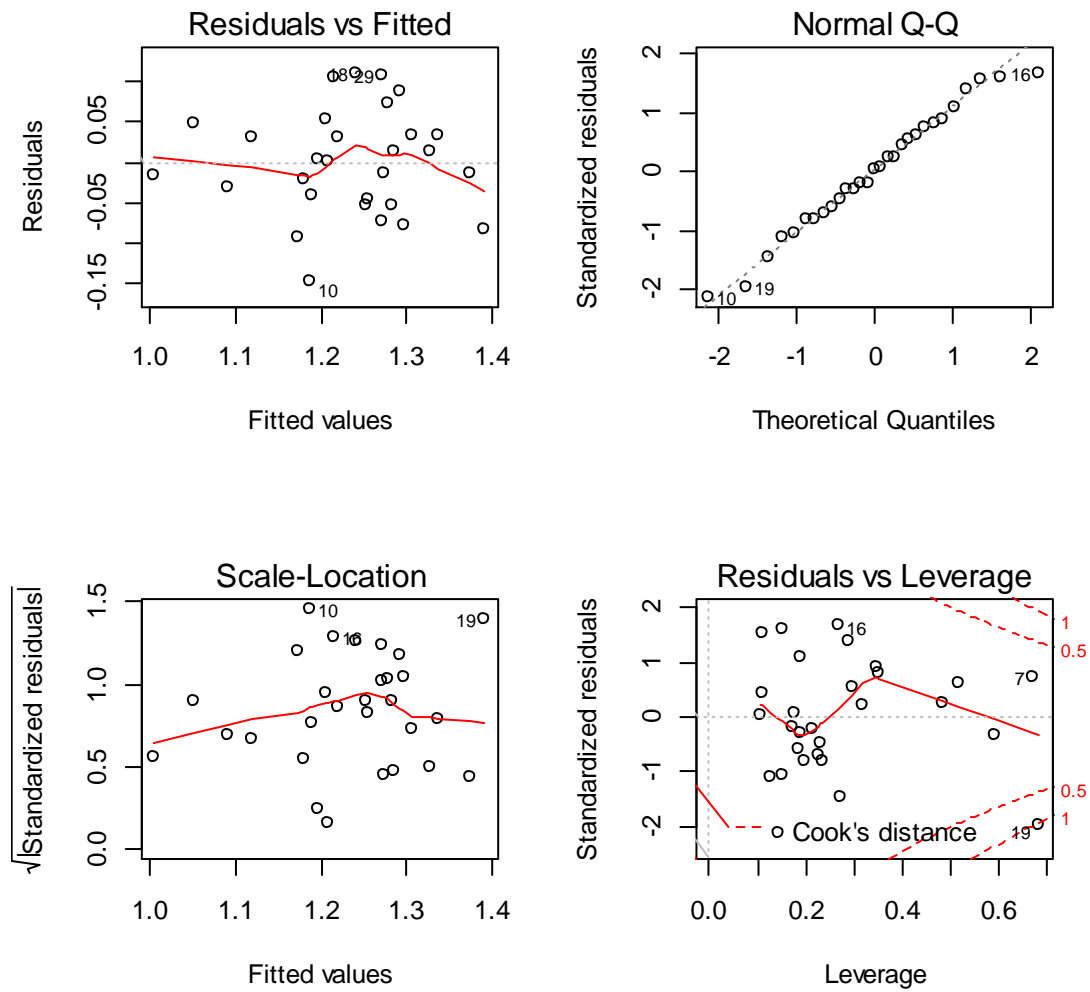 Residuals vs Fitted
Residuals
0.05
-0.05
-0.15
18
29
10
1.0 1.1 1.2 1.3 1.4
Fitted values
Normal Q-Q
Standardized residuals
2
1
0
-1
-2
16
10
19
-2 -1 0 1 2
Theoretical Quantiles
Scale-Location
√|Standardized residuals|
1.5
1.0
0.5
0.0
10
16
19
1.0 1.1 1.2 1.3 1.4
Fitted values
Residuals vs Leverage
Standardized residuals
2
1
0
-1
-2
16
7
19
1
0.5
0.5
1
Cook's distance
0.0 0.2 0.4 0.6
Leverage